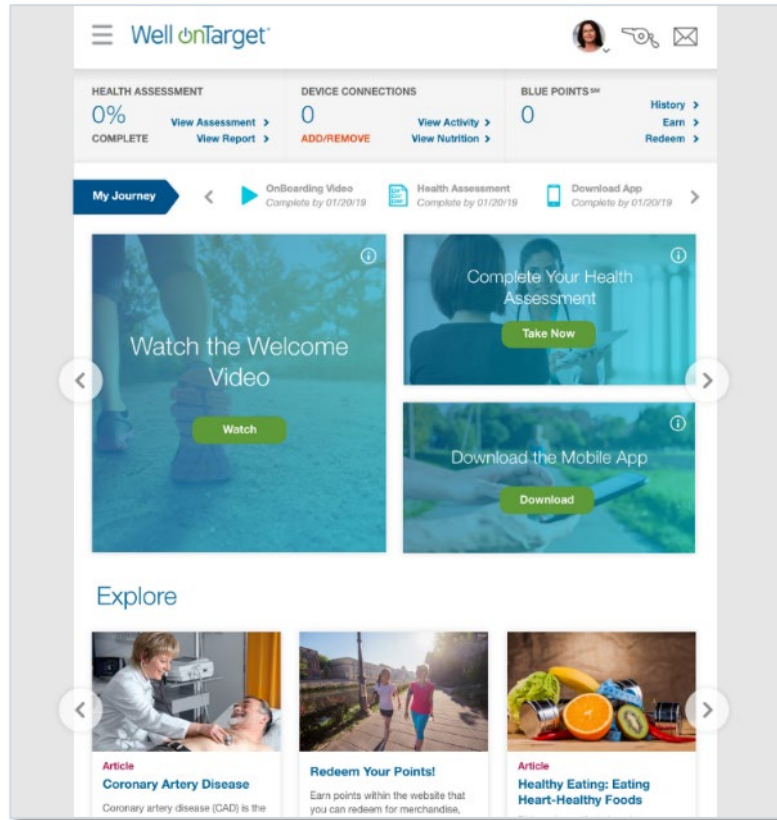 Well onTarget®
HEALTH ASSESSMENT
0%
COMPLETE
View Assessment >
View Report >
DEVICE CONNECTIONS
0
ADD/REMOVE
View Activity >
View Nutrition >
BLUE POINTS℠
0
History >
Earn >
Redeem >
My Journey
OnBoarding Video
Complete by 01/20/19
Health Assessment
Complete by 01/20/19
Download App
Complete by 01/20/19
Watch the Welcome
Video
Watch
Complete Your Health
Assessment
Take Now
Download the Mobile App
Download
Explore
Article
Coronary Artery Disease
Coronary artery disease (CAD) is the
Redeem Your Points!
Earn points within the website that
you can redeem for merchandise,
Article
Healthy Eating: Eating
Heart-Healthy Foods